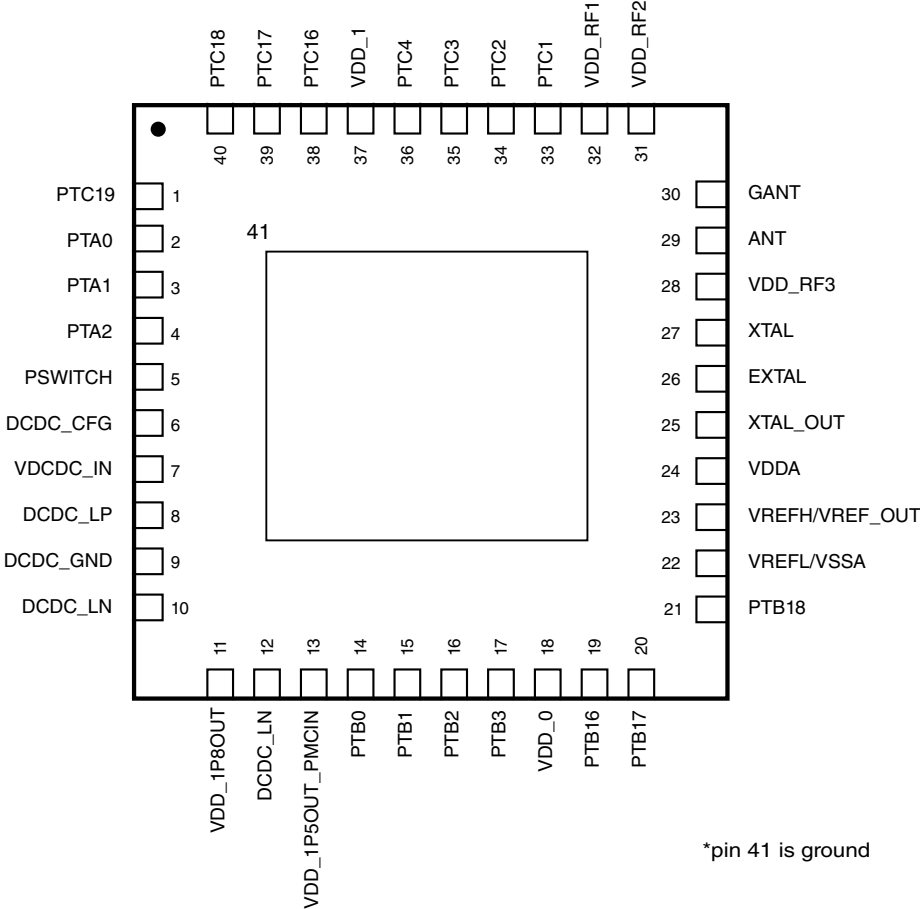 PTC18 PTC17 PTC16 VDD_1 PTC4 PTC3 PTC2 PTC1 VDD_RF1 VDD_RF2
40 39 38 37 36 35 34 33 32 31
PTC19 1
PTA0 2
PTA1 3
PTA2 4
PSWITCH 5
DCDC_CFG 6
VDCDC_IN 7
DCDC_LP 8
DCDC_GND 9
DCDC_LN 10
41
30 GANT
29 ANT
28 VDD_RF3
27 XTAL
26 EXTAL
25 XTAL_OUT
24 VDDA
23 VREFH/VREF_OUT
22 VREFL/VSSA
21 PTB18
11 12 13 14 15 16 17 18 19 20
VDD_1P8OUT DCDC_LN VDD_1P5OUT_PMCIN PTB0 PTB1 PTB2 PTB3 VDD_0 PTB16 PTB17
*pin 41 is ground